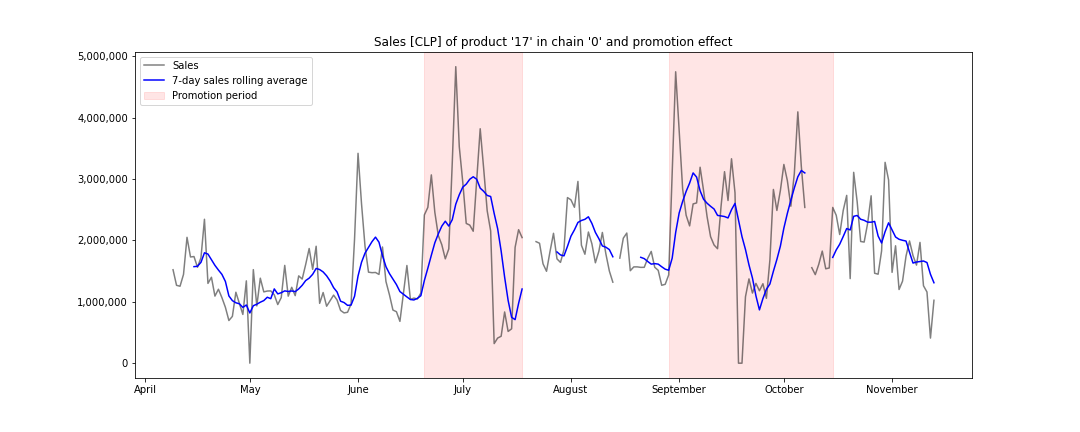 Sales [CLP] of product '17' in chain '0' and promotion effect
5,000,000
4,000,000
3,000,000
2,000,000
1,000,000
0
Sales
7-day sales rolling average
Promotion period
April
May
June
July
August
September
October
November